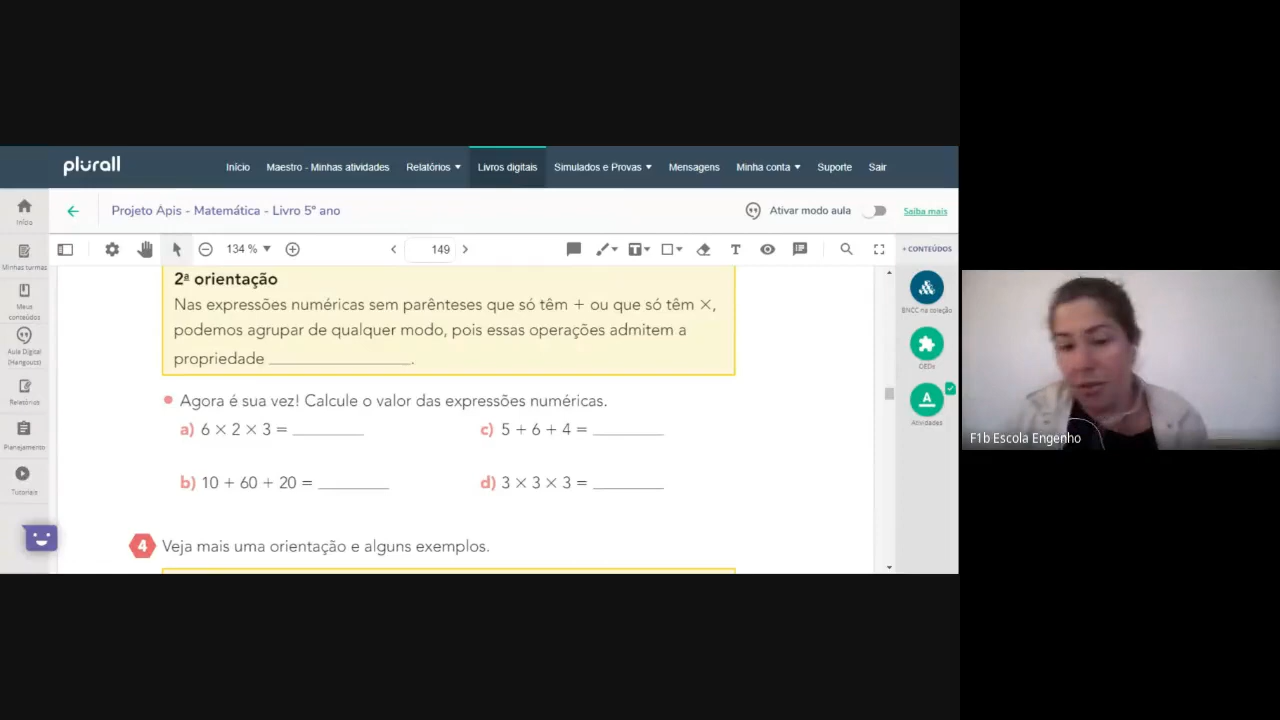 plurall
Início
Maestro - Minhas atividades
Relatórios
Livros digitais
Simulados e Provas
Mensagens
Minha conta
Suporte
Sair
Início
Projeto Ápis - Matemática - Livro 5º ano
Ativar modo aula
Saiba mais
134 %
149
T
+ CONTEÚDOS
Minhas turmas
Meus
conteúdos
Aula Digital
(Hangouts)
Relatórios
Planejamento
Tutoriais
2ª orientação
Nas expressões numéricas sem parênteses que só têm + ou que só têm ×,
podemos agrupar de qualquer modo, pois essas operações admitem a
propriedade _______________.
Agora é sua vez! Calcule o valor das expressões numéricas.
a) 6 × 2 × 3 = ________
c) 5 + 6 + 4 = ________
b) 10 + 60 + 20 = ________
d) 3 × 3 × 3 = ________
4 Veja mais uma orientação e alguns exemplos.
BNCC na coleção
OEDs
A
Atividades
F1b Escola Engenho